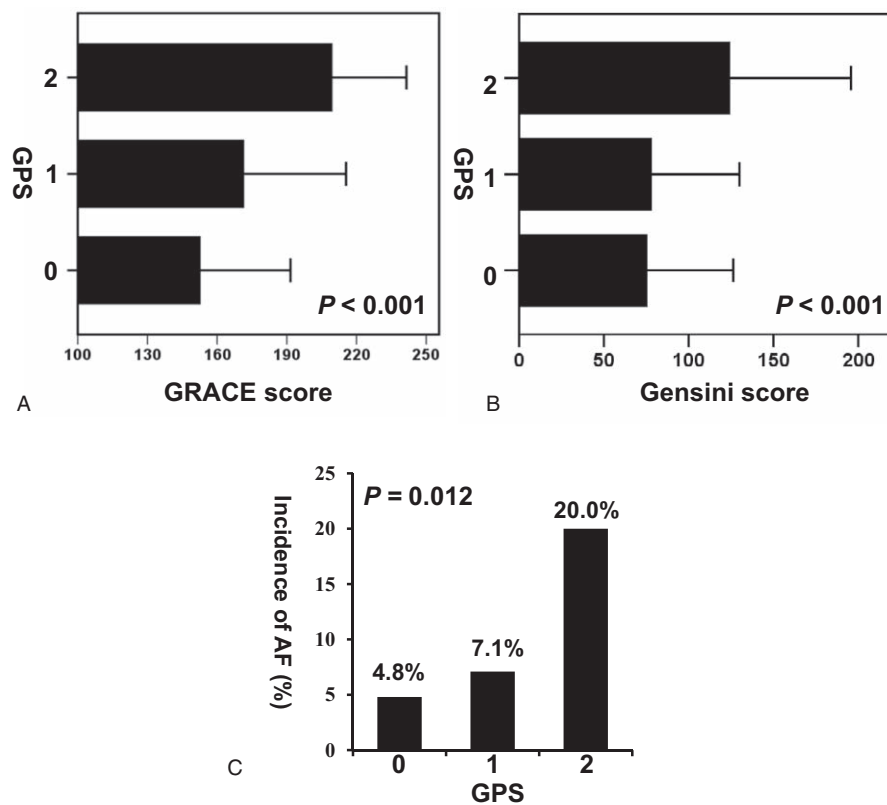 2
1
0
GPS
P < 0.001
100 130 160 190 220 250
GRACE score
A
2
1
0
GPS
P < 0.001
0 50 100 150 200
Gensini score
B
25
20
15
10
5
0
Incidence of AF (%)
P = 0.012
4.8%
7.1%
20.0%
0 1 2
GPS
C